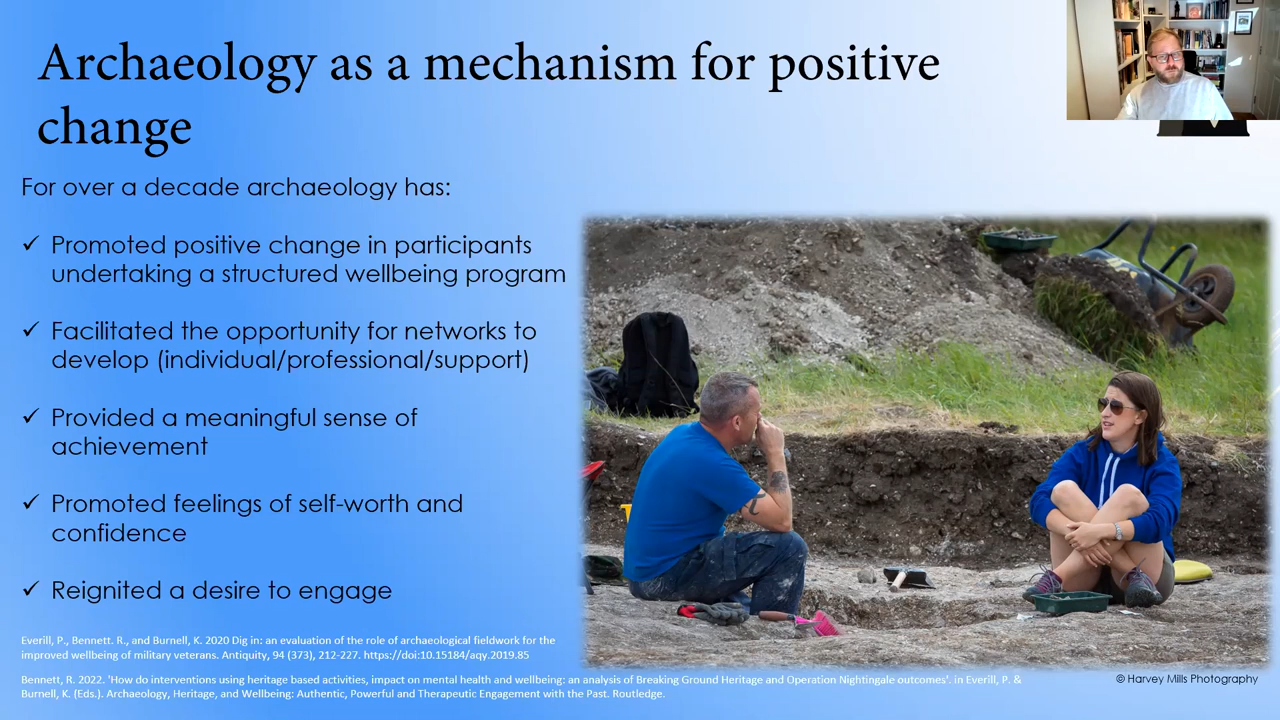 Archaeology as a mechanism for positive
change
For over a decade archaeology has:
✓ Promoted positive change in participants
undertaking a structured wellbeing program
✓ Facilitated the opportunity for networks to
develop (individual/professional/support)
✓ Provided a meaningful sense of
achievement
✓ Promoted feelings of self-worth and
confidence
✓ Reignited a desire to engage
Everill, P., Bennett. R., and Burnell, K. 2020 Dig in: an evaluation of the role of archaeological fieldwork for the
improved wellbeing of military veterans. Antiquity, 94 (373), 212-227. https://doi:10.15184/aqy.2019.85
Bennett, R. 2022. 'How do interventions using heritage based activities, impact on mental health and wellbeing: an analysis of Breaking Ground Heritage and Operation Nightingale outcomes'. in Everill, P. &
Burnell, K. (Eds.). Archaeology, Heritage, and Wellbeing: Authentic, Powerful and Therapeutic Engagement with the Past. Routledge.
© Harvey Mills Photography